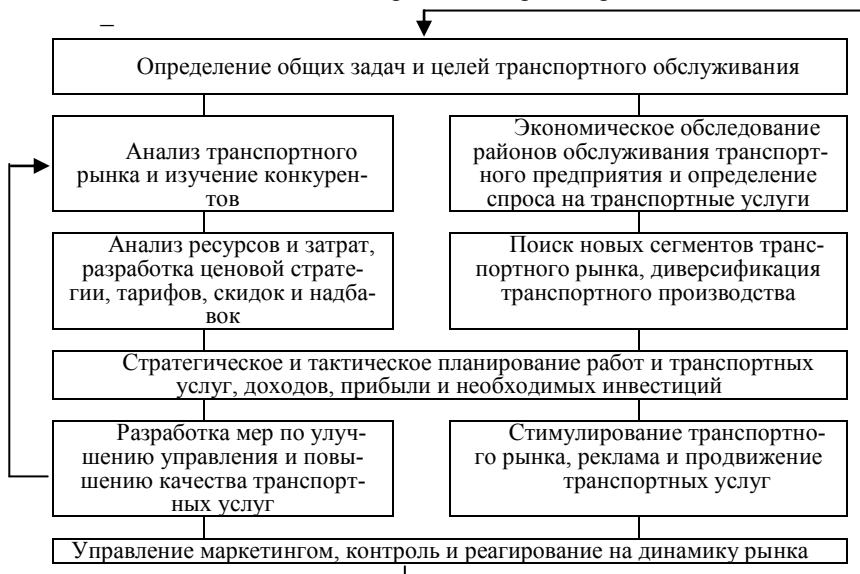 –
Определение общих задач и целей транспортного обслуживания
Анализ транспортного
рынка и изучение конкурен-
тов
Экономическое обследование
районов обслуживания транспорт-
ного предприятия и определение
спроса на транспортные услуги
Анализ ресурсов и затрат,
разработка ценовой страте-
гии, тарифов, скидок и надба-
вок
Поиск новых сегментов транс-
портного рынка, диверсификация
транспортного производства
Стратегическое и тактическое планирование работ и транспортных
услуг, доходов, прибыли и необходимых инвестиций
Разработка мер по улуч-
шению управления и повы-
шению качества транспорт-
ных услуг
Стимулирование транспортно-
го рынка, реклама и продвижение
транспортных услуг
Управление маркетингом, контроль и реагирование на динамику рынка